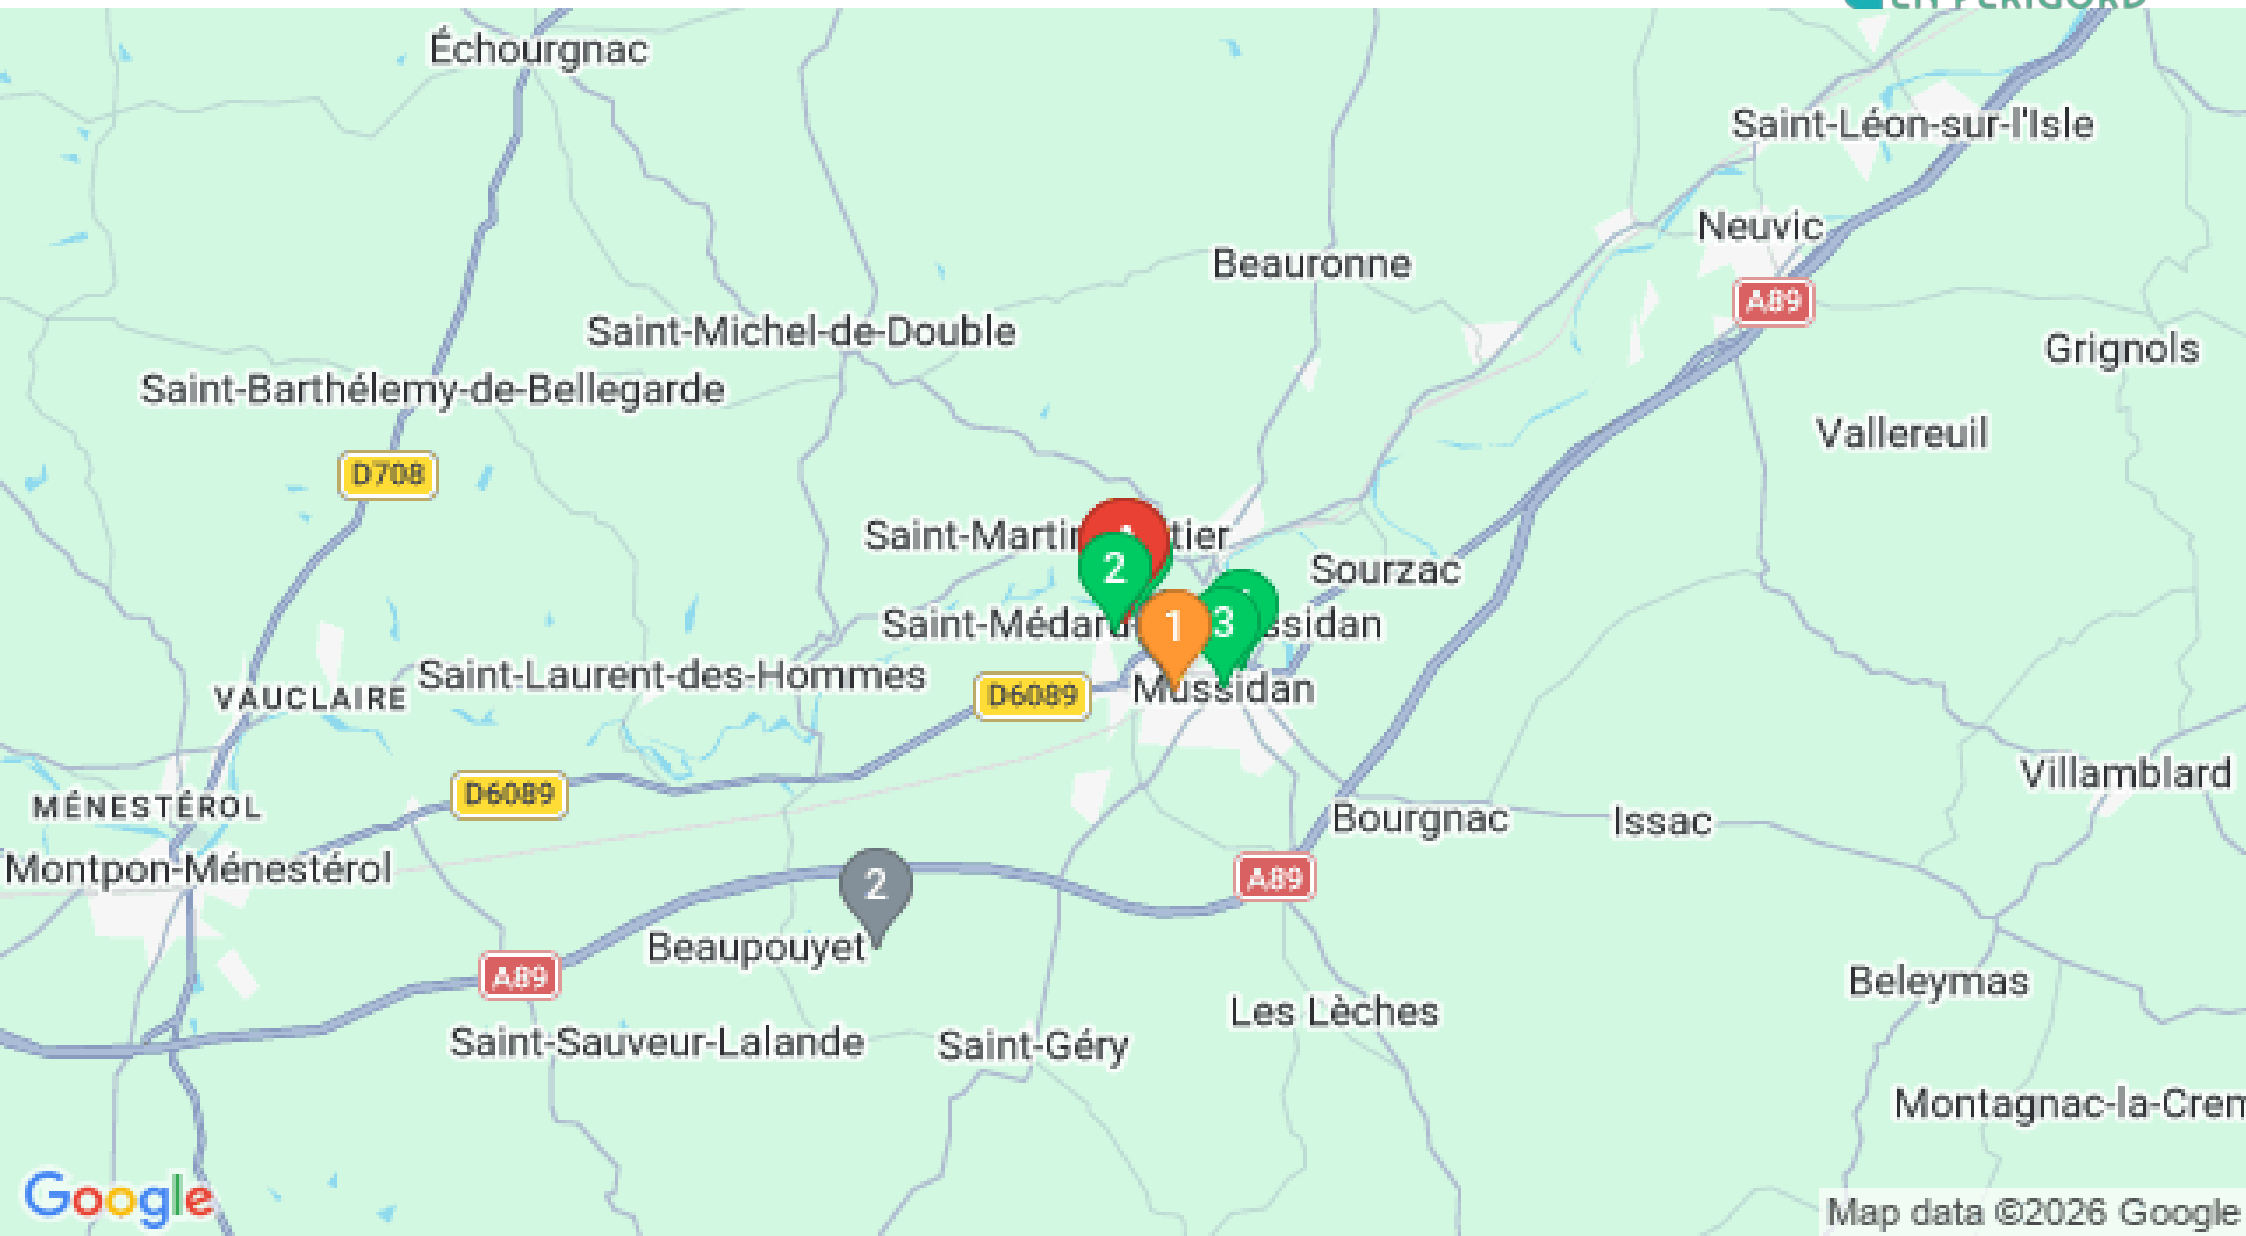 EN PÉRIGORD
Échourgnac
Saint-Léon-sur-l'Isle
Neuvic
Beauronne
A89
Saint-Michel-de-Double
Grignols
Saint-Barthélemy-de-Bellegarde
Vallereuil
D708
Saint-Martin
tier
2
Sourzac
1
3
Saint-Médard-
ssidan
Saint-Laurent-des-Hommes
VAUCLAIRE
D6089
Mussidan
Villamblard
D6089
MÉNESTÉROL
Bourgnac
Issac
Montpon-Ménestérol
A89
2
Beaupouyet
A89
Beleymas
Les Lèches
Saint-Sauveur-Lalande
Saint-Géry
Montagnac-la-Crem
Google
Map data ©2026 Google